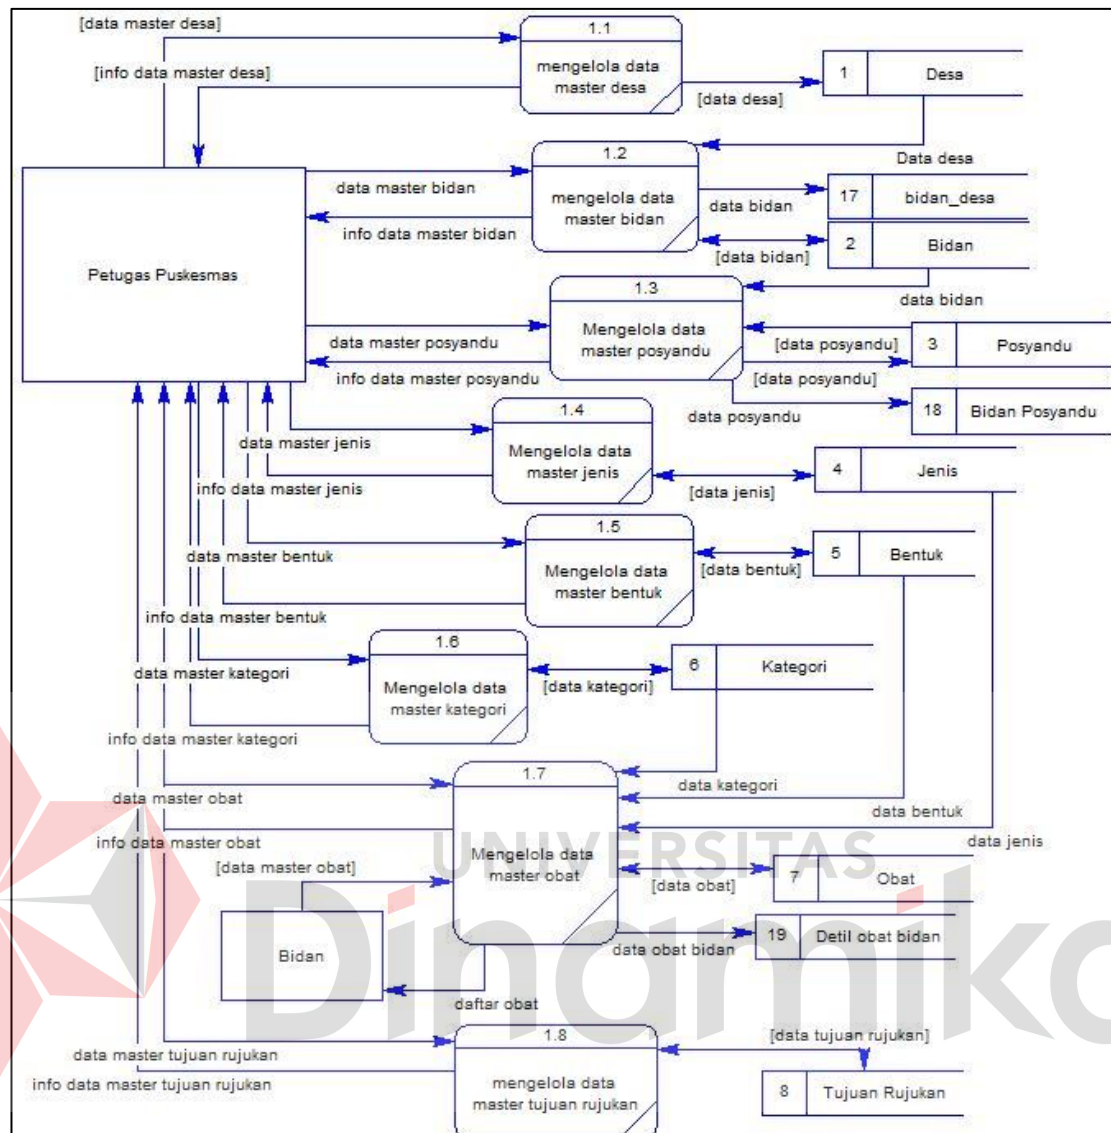 [data master desa]
1.1
[info data master desa]
mengelola data
master desa
1
Desa
[data desa]
1.2
Data desa
data master bidan
mengelola data
master bidan
data bidan
17
bidan_desa
info data master bidan
[data bidan]
2
Bidan
Petugas Puskesmas
1.3
data bidan
data master posyandu
Mengelola data
master posyandu
[data posyandu]
3
Posyandu
info data master posyandu
[data posyandu]
data posyandu
18
Bidan Posyandu
1.4
data master jenis
Mengelola data
master jenis
info data master jenis
[data jenis]
4
Jenis
1.5
data master bentuk
Mengelola data
master bentuk
[data bentuk]
5
Bentuk
info data master bentuk
1.6
data master kategori
Mengelola data
master kategori
[data kategori]
6
Kategori
info data master kategori
1.7
data kategori
data master obat
data bentuk
info data master obat
data jenis
Mengelola data
master obat
[data master obat]
[data obat]
7
Obat
Bidan
data obat bidan
19
Detil obat bidan
daftar obat
1.8
data master tujuan rujukan
[data tujuan rujukan]
info data master tujuan rujukan
mengelola data
master tujuan rujukan
8
Tujuan Rujukan
UNIVERSITAS
Dinamika